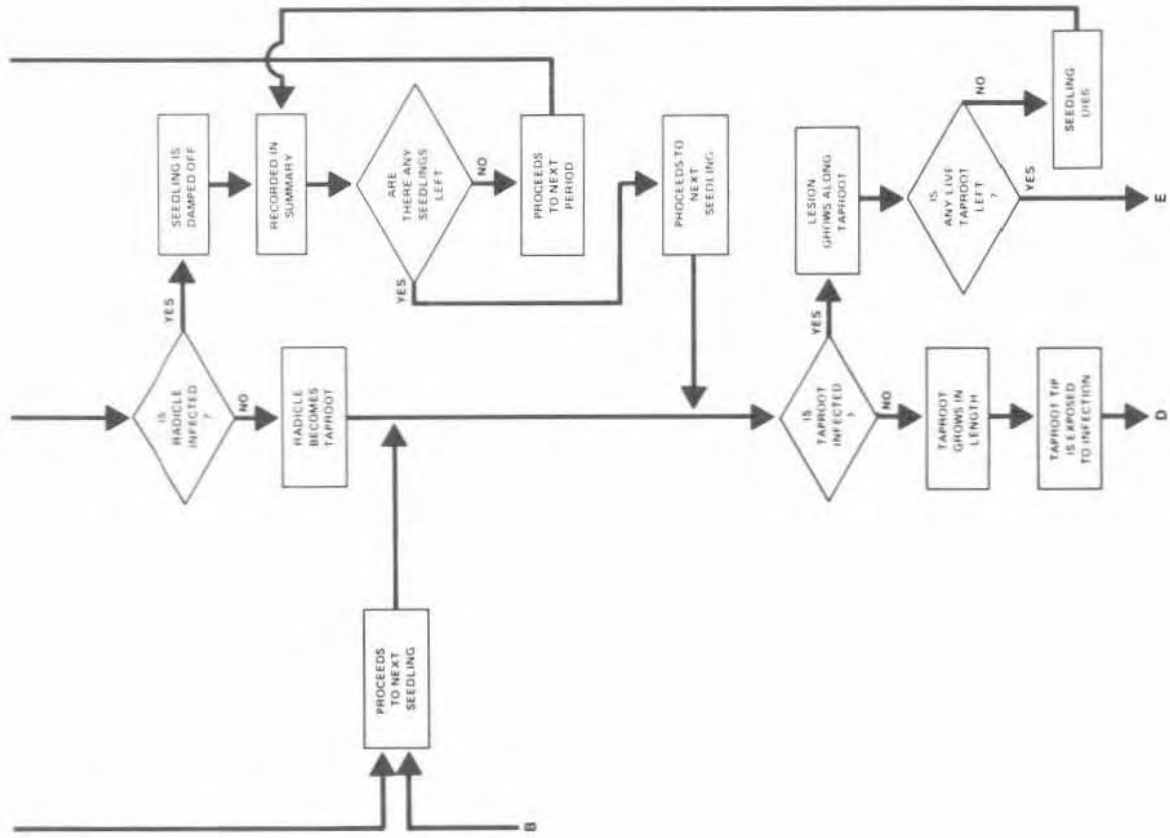 SEEDLING IS
DAMPED OFF
YES
IS
RADICLE
INFECTED
?
RECORDED IN
SUMMARY
NO
RADICLE
BECOMES
TAPROOT
ARE
THERE ANY
SEEDLINGS
LEFT
NO
YES
PROCEEDS
TO NEXT
PERIOD
PROCEEDS TO
NEXT
SEEDLING
PROCEEDS
TO NEXT
SEEDLING
B
IS
TAPROOT
INFECTED
?
YES
LESION
GROWS ALONG
TAPROOT
NO
IS
ANY LIVE
TAPROOT
LEFT
?
NO
SEEDLING
DIES
YES
TAPROOT
GROWS IN
LENGTH
TAPROOT TIP
IS EXPOSED
TO INFECTION
D
E